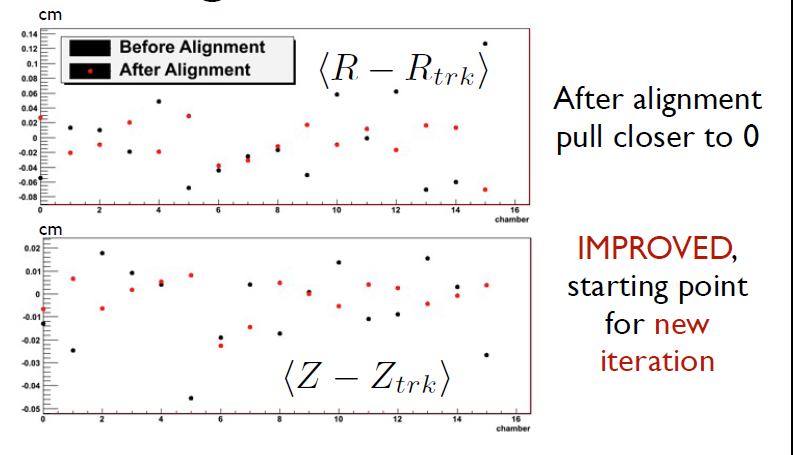 cm
0.14
0.12
0.1
0.08
0.06
0.04
0.02
0
-0.02
-0.04
-0.06
-0.08
Before Alignment
After Alignment
⟨R − R_{trk}⟩
0 2 4 6 8 10 12 14 16
chamber
After alignment
pull closer to 0
cm
0.02
0.01
0
-0.01
-0.02
-0.03
-0.04
-0.05
⟨Z − Z_{trk}⟩
0 2 4 6 8 10 12 14 16
chamber
IMPROVED,
starting point
for new
iteration